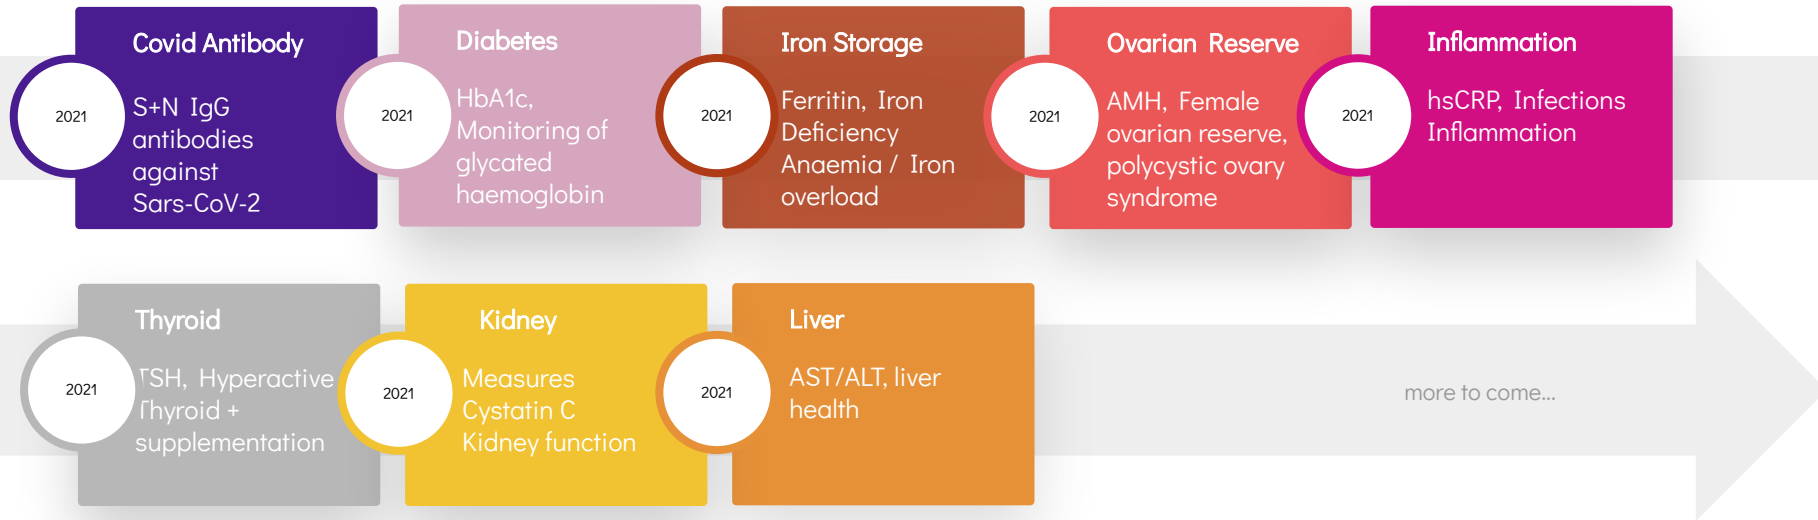 Covid Antibody
2021
S+N IgG
antibodies
against
Sars-CoV-2
Diabetes
2021
HbA1c,
Monitoring of
glycated
haemoglobin
Iron Storage
2021
Ferritin, Iron
Deficiency
Anaemia / Iron
overload
Ovarian Reserve
2021
AMH, Female
ovarian reserve,
polycystic ovary
syndrome
Inflammation
2021
hsCRP, Infections
Inflammation
Thyroid
2021
TSH, Hyperactive
Thyroid +
supplementation
Kidney
2021
Measures
Cystatin C
Kidney function
Liver
2021
AST/ALT, liver
health
more to come...